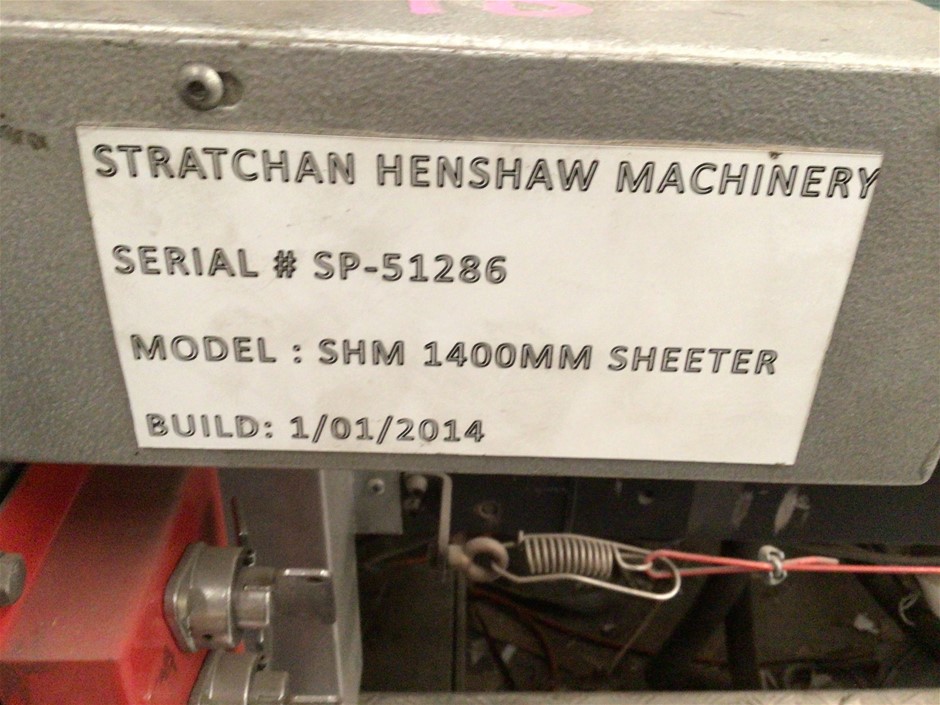 STRATCHAN HENSHAW MACHINERY
SERIAL # SP-51286
MODEL : SHM 1400MM SHEETER
BUILD: 1/01/2014